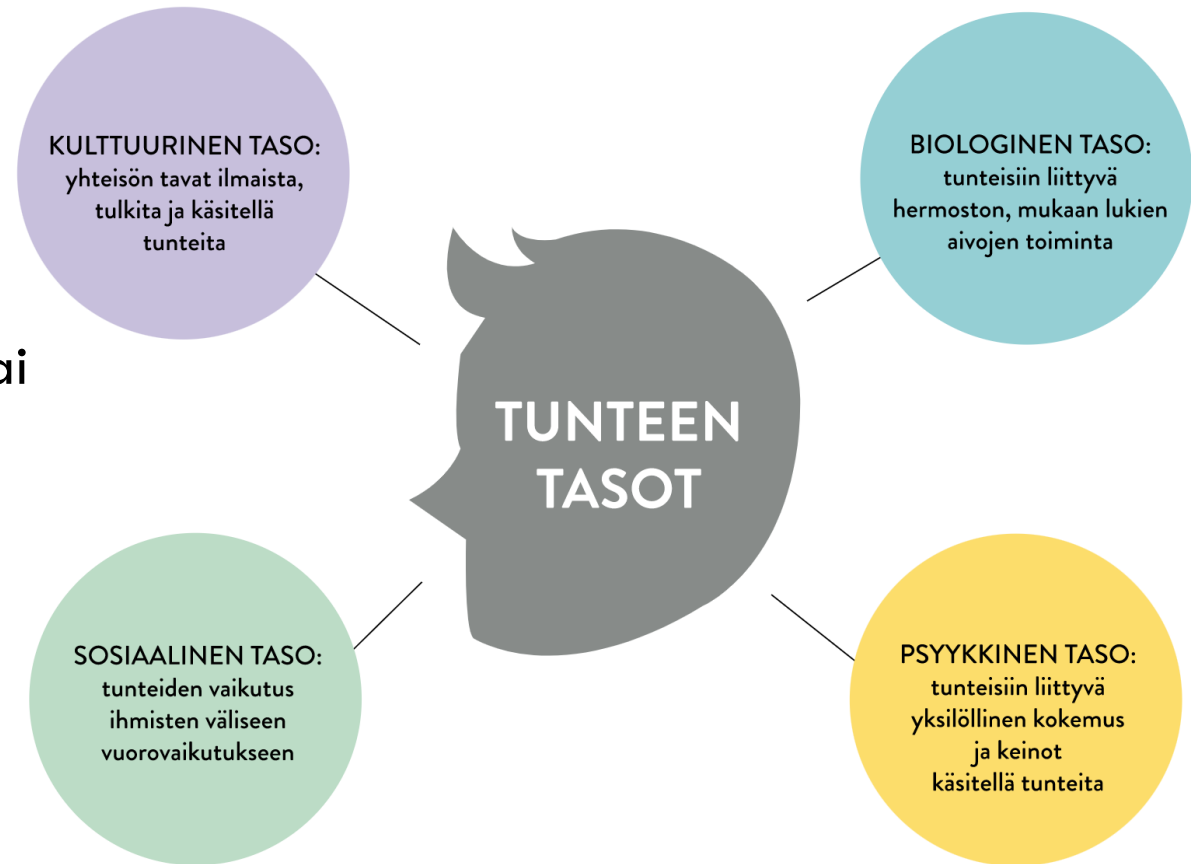 KULTTUURINEN TASO:
yhteisön tavat ilmaista,
tulkita ja käsitellä
tunteita
BIOLOGINEN TASO:
tunteisiin liittyvä
hermoston, mukaan lukien
aivojen toiminta
ai
TUNTEEN
TASOT
SOSIAALINEN TASO:
tunteiden vaikutus
ihmisten väliseen
vuorovaikutukseen
PSYYKKINEN TASO:
tunteisiin liittyvä
yksilöllinen kokemus
ja keinot
käsitellä tunteita